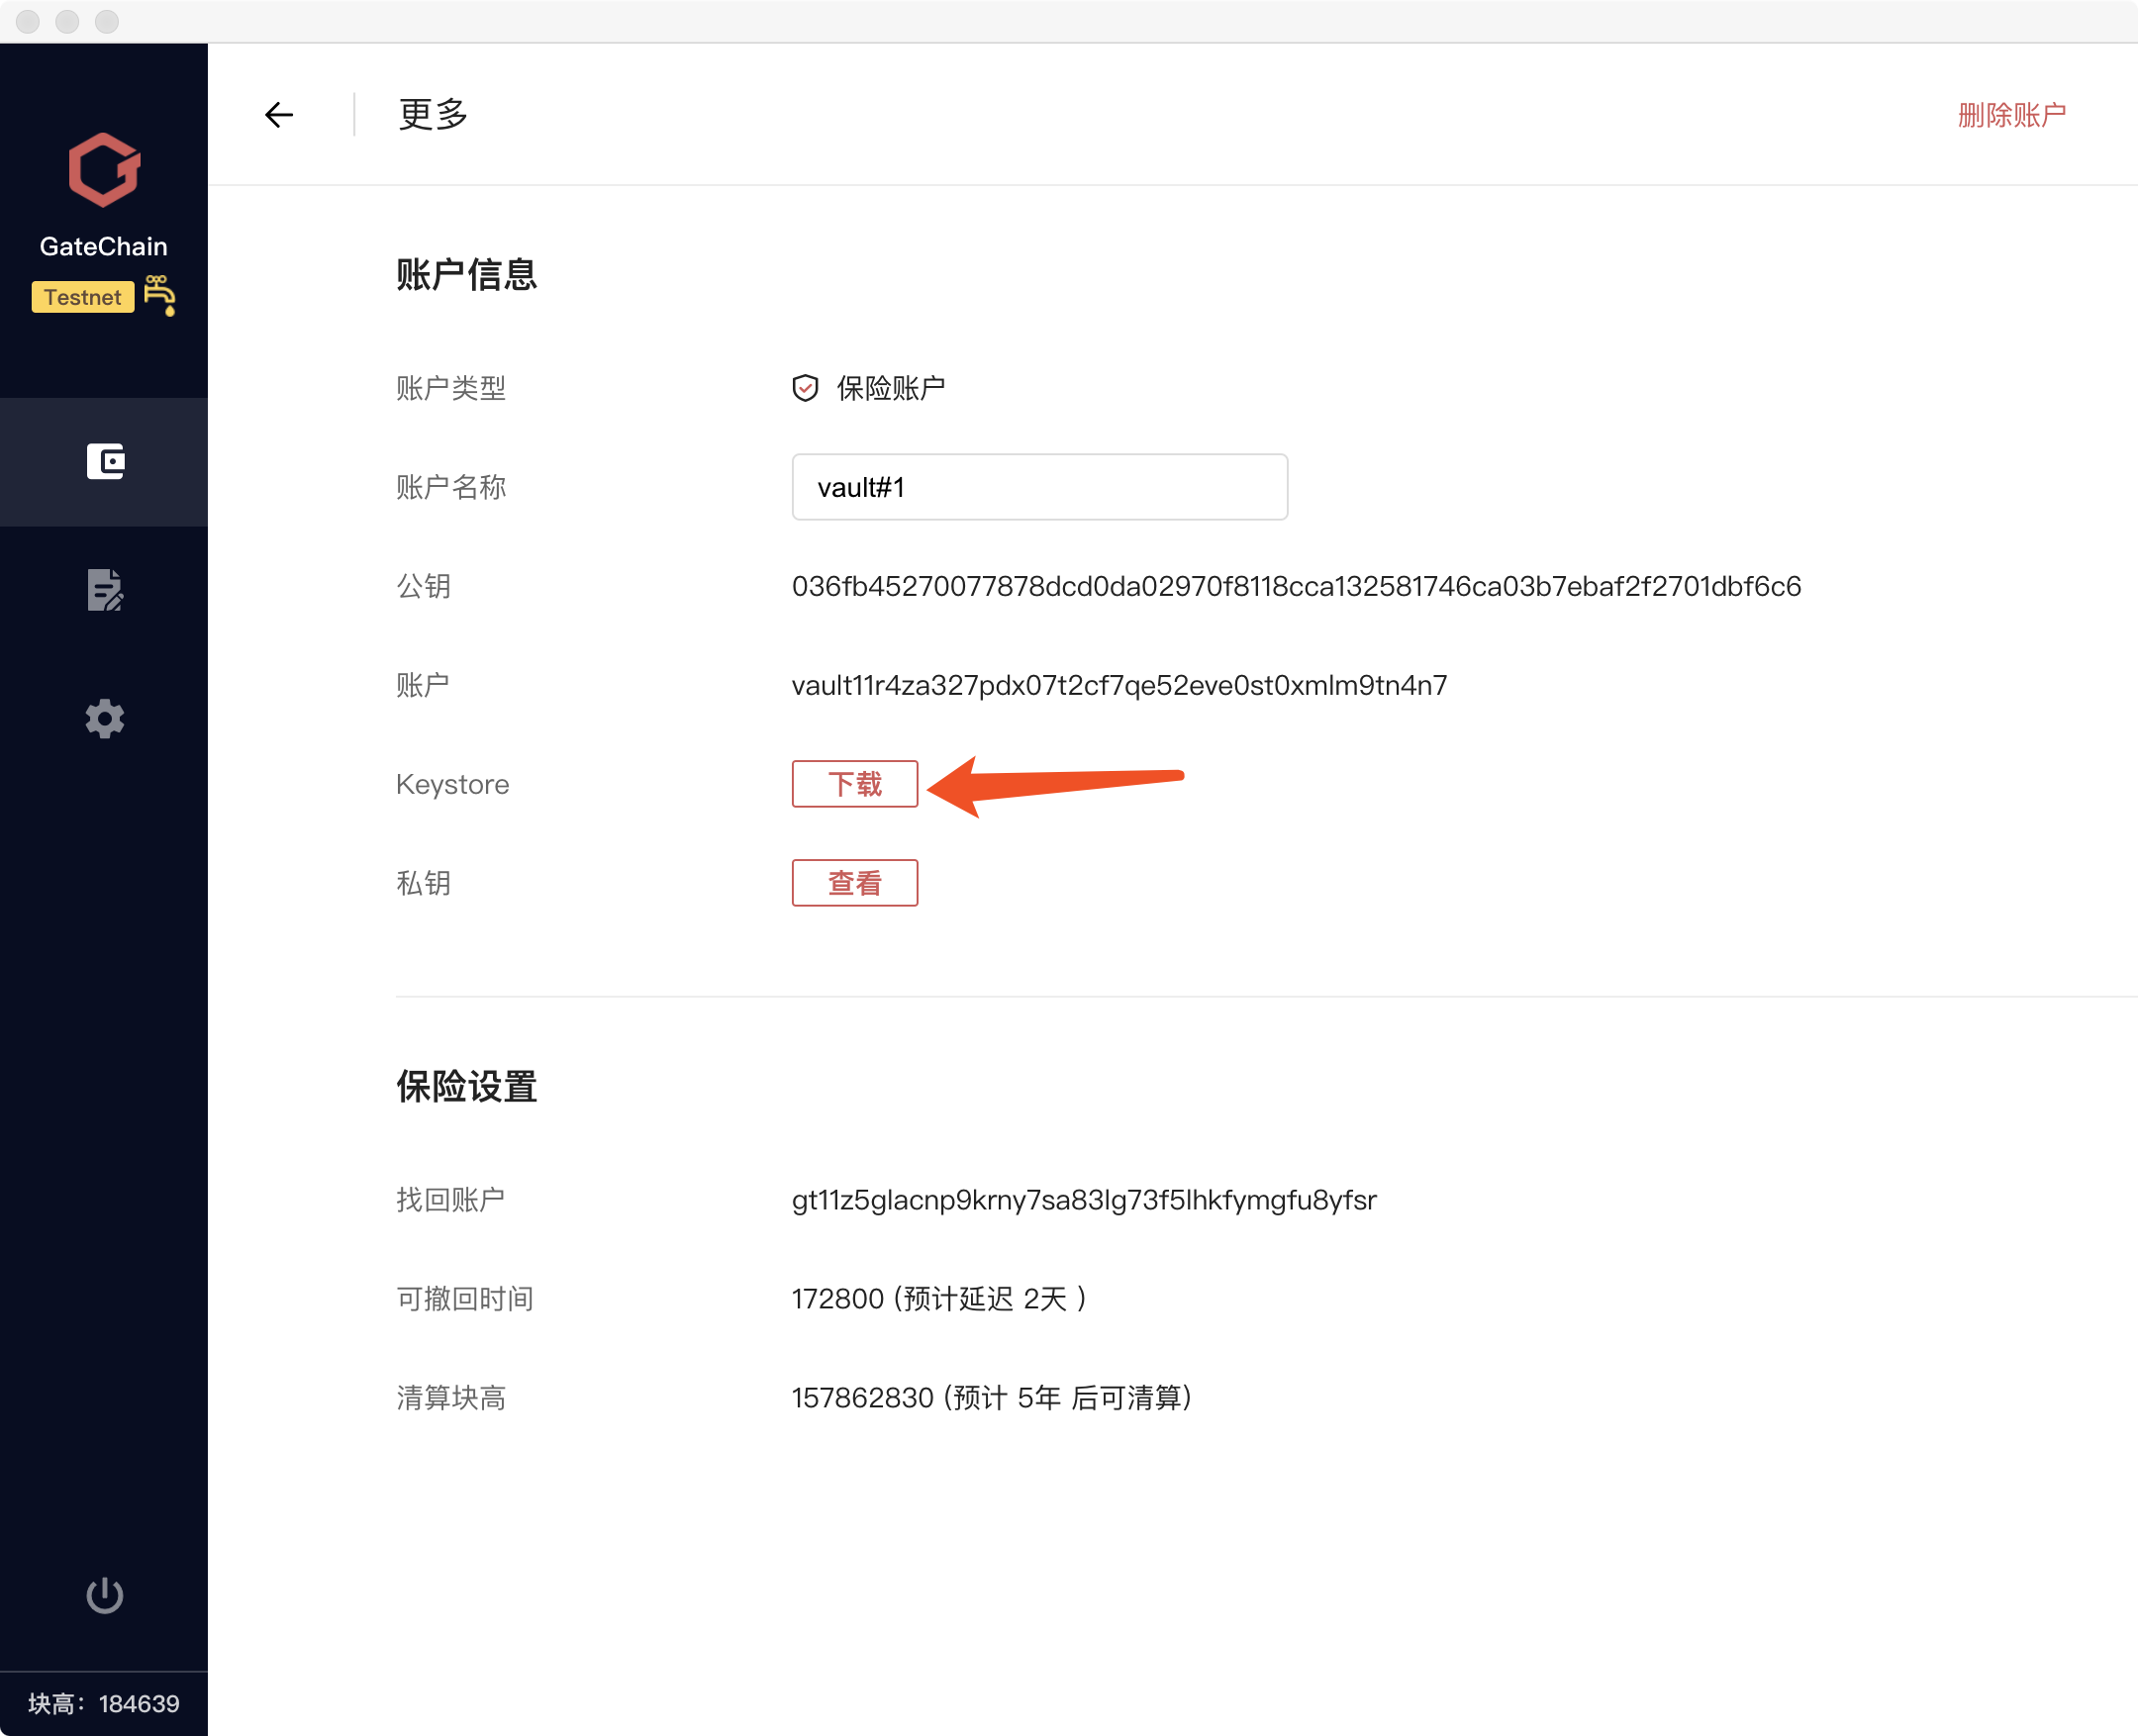 GateChain
Testnet
块高：184639
更多
删除账户
账户信息
账户类型 保险账户
账户名称 vault#1
公钥 036fb45270077878dcd0da02970f8118cca132581746ca03b7ebaf2f2701dbf6c6
账户 vault11r4za327pdx07t2cf7qe52eve0st0xmlm9tn4n7
Keystore 下载
私钥 查看
保险设置
找回账户 gt11z5glacnp9krny7sa83lg73f5lhkfymgfu8yfsr
可撤回时间 172800 (预计延迟 2天 )
清算块高 157862830 (预计 5年 后可清算)